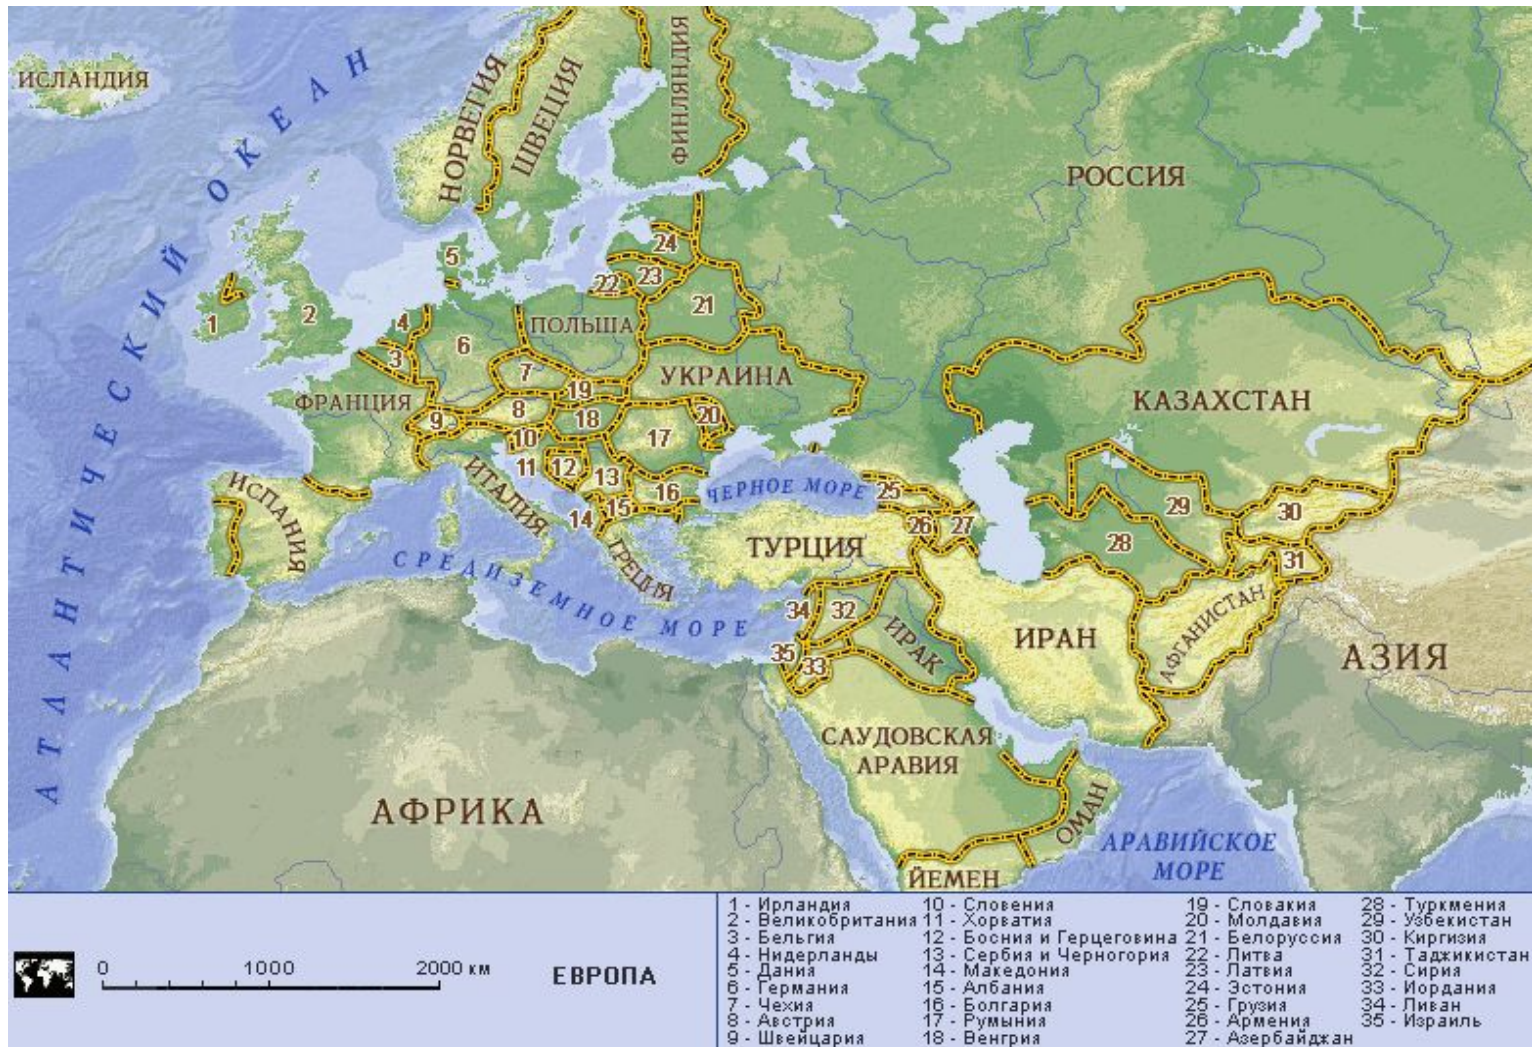 ИСЛАНДИЯ
НОРВЕГИЯ
ШВЕЦИЯ
ФИНЛЯНДИЯ
РОССИЯ
АТЛАНТИЧЕСКИЙ ОКЕАН
24
5
23
22
21
1
2
4
ПОЛЬША
3
6
7
УКРАИНА
19
КАЗАХСТАН
ФРАНЦИЯ
8
9
18
20
10
17
11
12
13
ИСПАНИЯ
ИТАЛИЯ
16
ЧЕРНОЕ МОРЕ
25
29
14
15
30
26
27
28
ТУРЦИЯ
ГРЕЦИЯ
31
СРЕДИЗЕМНОЕ МОРЕ
34
32
АФГАНИСТАН
ИРАК
ИРАН
АЗИЯ
35
33
САУДОВСКАЯ
АРАВИЯ
АФРИКА
ОМАН
АРАВИЙСКОЕ
МОРЕ
ЙЕМЕН
0 1000 2000 км
ЕВРОПА
1 - Ирландия
2 - Великобритания
3 - Бельгия
4 - Нидерланды
5 - Дания
6 - Германия
7 - Чехия
8 - Австрия
9 - Швейцария
10 - Словения
11 - Хорватия
12 - Босния и Герцеговина
13 - Сербия и Черногория
14 - Македония
15 - Албания
16 - Болгария
17 - Румыния
18 - Венгрия
19 - Словакия
20 - Молдавия
21 - Белоруссия
22 - Литва
23 - Латвия
24 - Эстония
25 - Грузия
26 - Армения
27 - Азербайджан
28 - Туркмения
29 - Узбекистан
30 - Киргизия
31 - Таджикистан
32 - Сирия
33 - Иордания
34 - Ливан
35 - Израиль